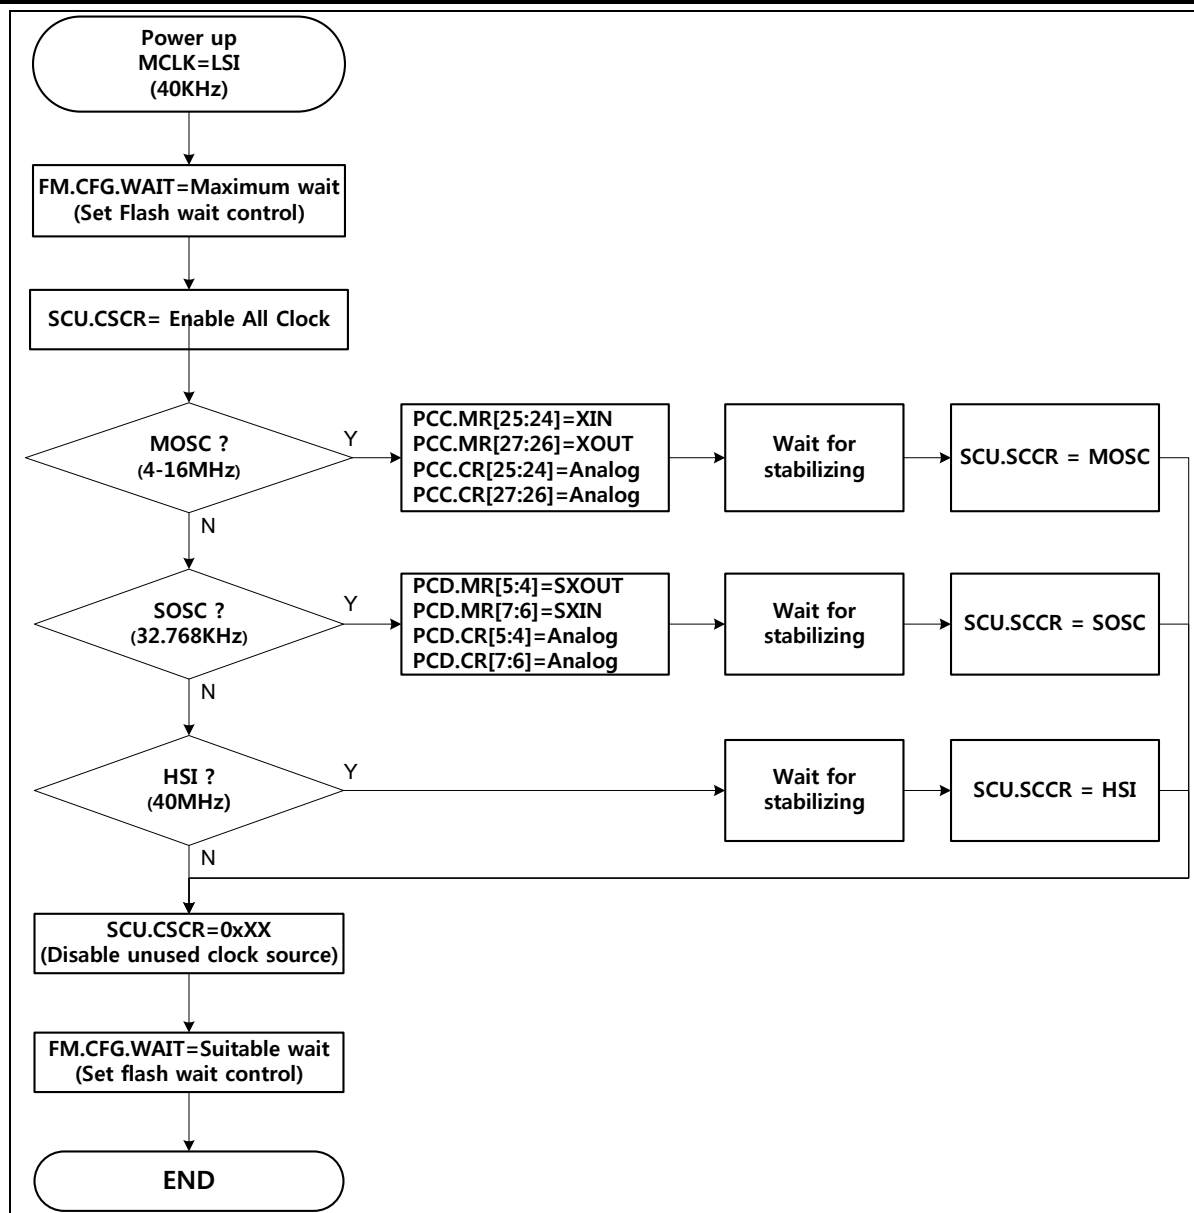 Power up
MCLK=LSI
(40KHz)
FM.CFG.WAIT=Maximum wait
(Set Flash wait control)
SCU.CSCR= Enable All Clock
MOSC ?
(4-16MHz)
Y
PCC.MR[25:24]=XIN
PCC.MR[27:26]=XOUT
PCC.CR[25:24]=Analog
PCC.CR[27:26]=Analog
Wait for
stabilizing
SCU.SCCR = MOSC
N
SOSC ?
(32.768KHz)
Y
PCD.MR[5:4]=SXOUT
PCD.MR[7:6]=SXIN
PCD.CR[5:4]=Analog
PCD.CR[7:6]=Analog
Wait for
stabilizing
SCU.SCCR = SOSC
N
HSI ?
(40MHz)
Y
Wait for
stabilizing
SCU.SCCR = HSI
N
SCU.CSCR=0xXX
(Disable unused clock source)
FM.CFG.WAIT=Suitable wait
(Set flash wait control)
END